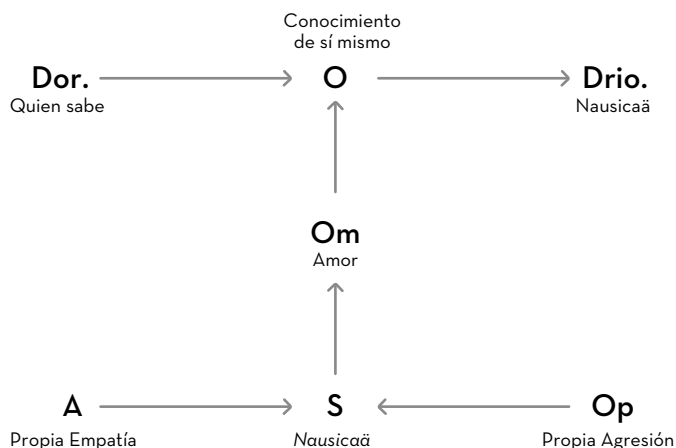 Conocimiento
de sí mismo
Dor. O Drio.
Quien sabe Nausicaä
Om
Amor
A S Op
Propia Empatía Nausicaä Propia Agresión